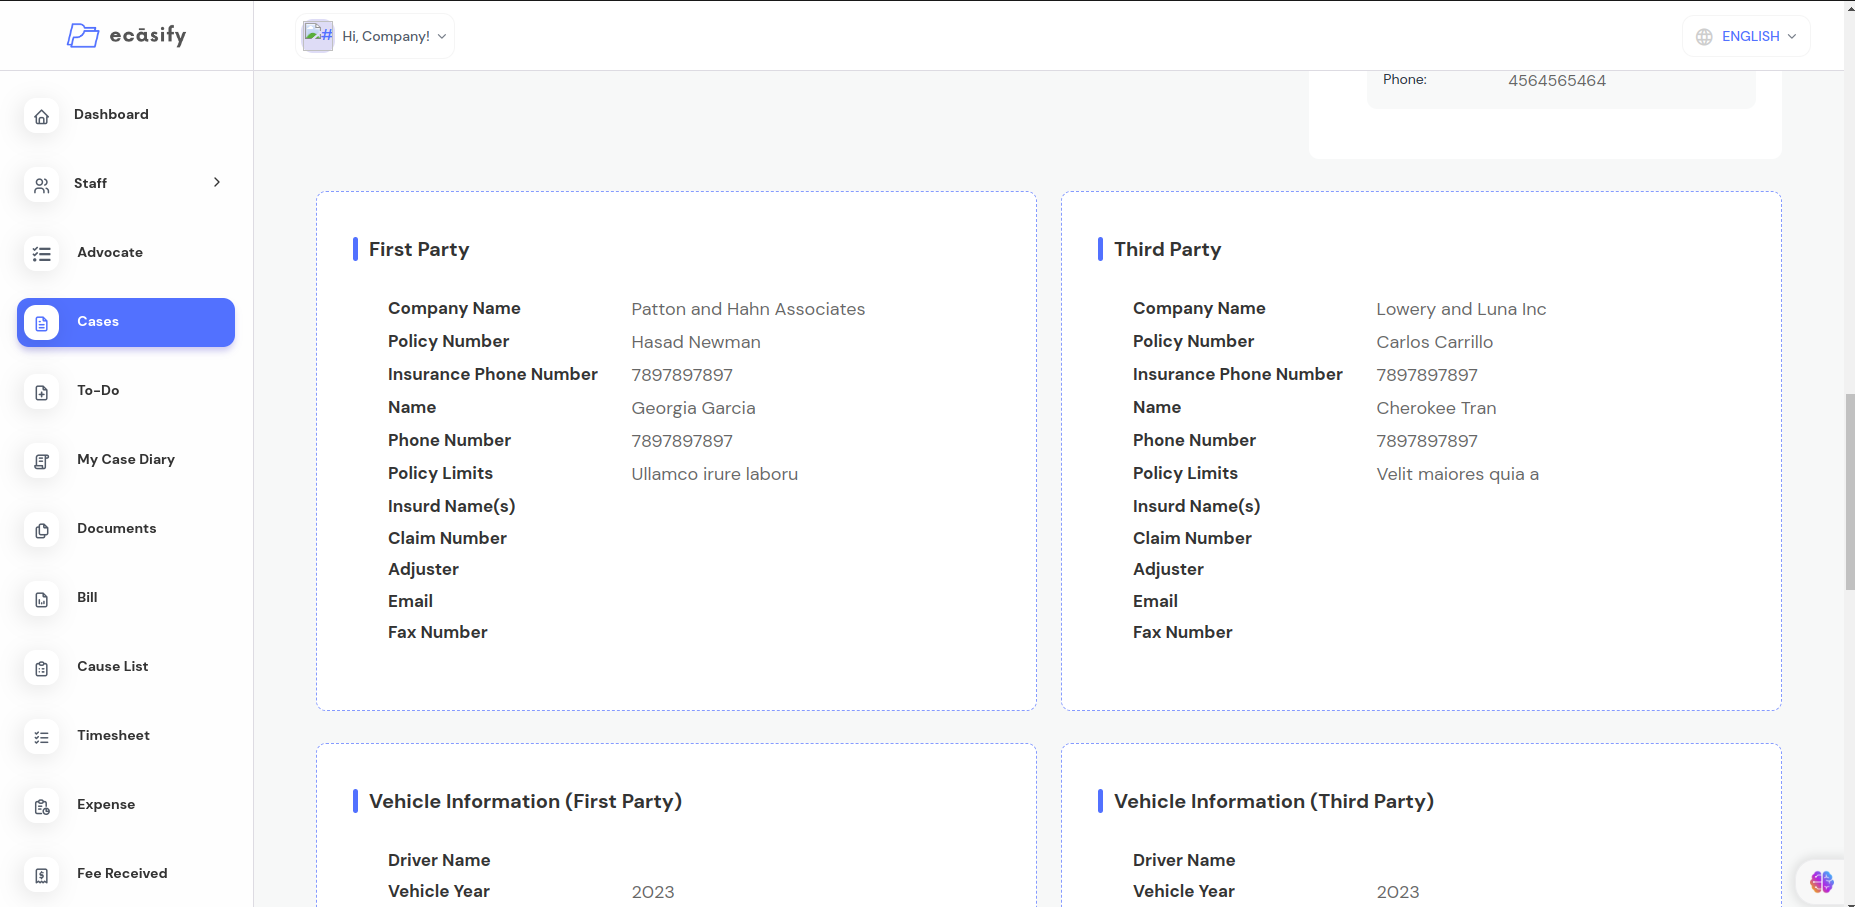 ecāsify
# Hi, Company!
ENGLISH
Dashboard
Staff
Advocate
Cases
To-Do
My Case Diary
Documents
Bill
Cause List
Timesheet
Expense
Fee Received
Phone: 4564565464
First Party
Company Name Patton and Hahn Associates
Policy Number Hasad Newman
Insurance Phone Number 7897897897
Name Georgia Garcia
Phone Number 7897897897
Policy Limits Ullamco irure laboru
Insurd Name(s)
Claim Number
Adjuster
Email
Fax Number
Third Party
Company Name Lowery and Luna Inc
Policy Number Carlos Carrillo
Insurance Phone Number 7897897897
Name Cherokee Tran
Phone Number 7897897897
Policy Limits Velit maiores quia a
Insurd Name(s)
Claim Number
Adjuster
Email
Fax Number
Vehicle Information (First Party)
Driver Name
Vehicle Year 2023
Vehicle Information (Third Party)
Driver Name
Vehicle Year 2023